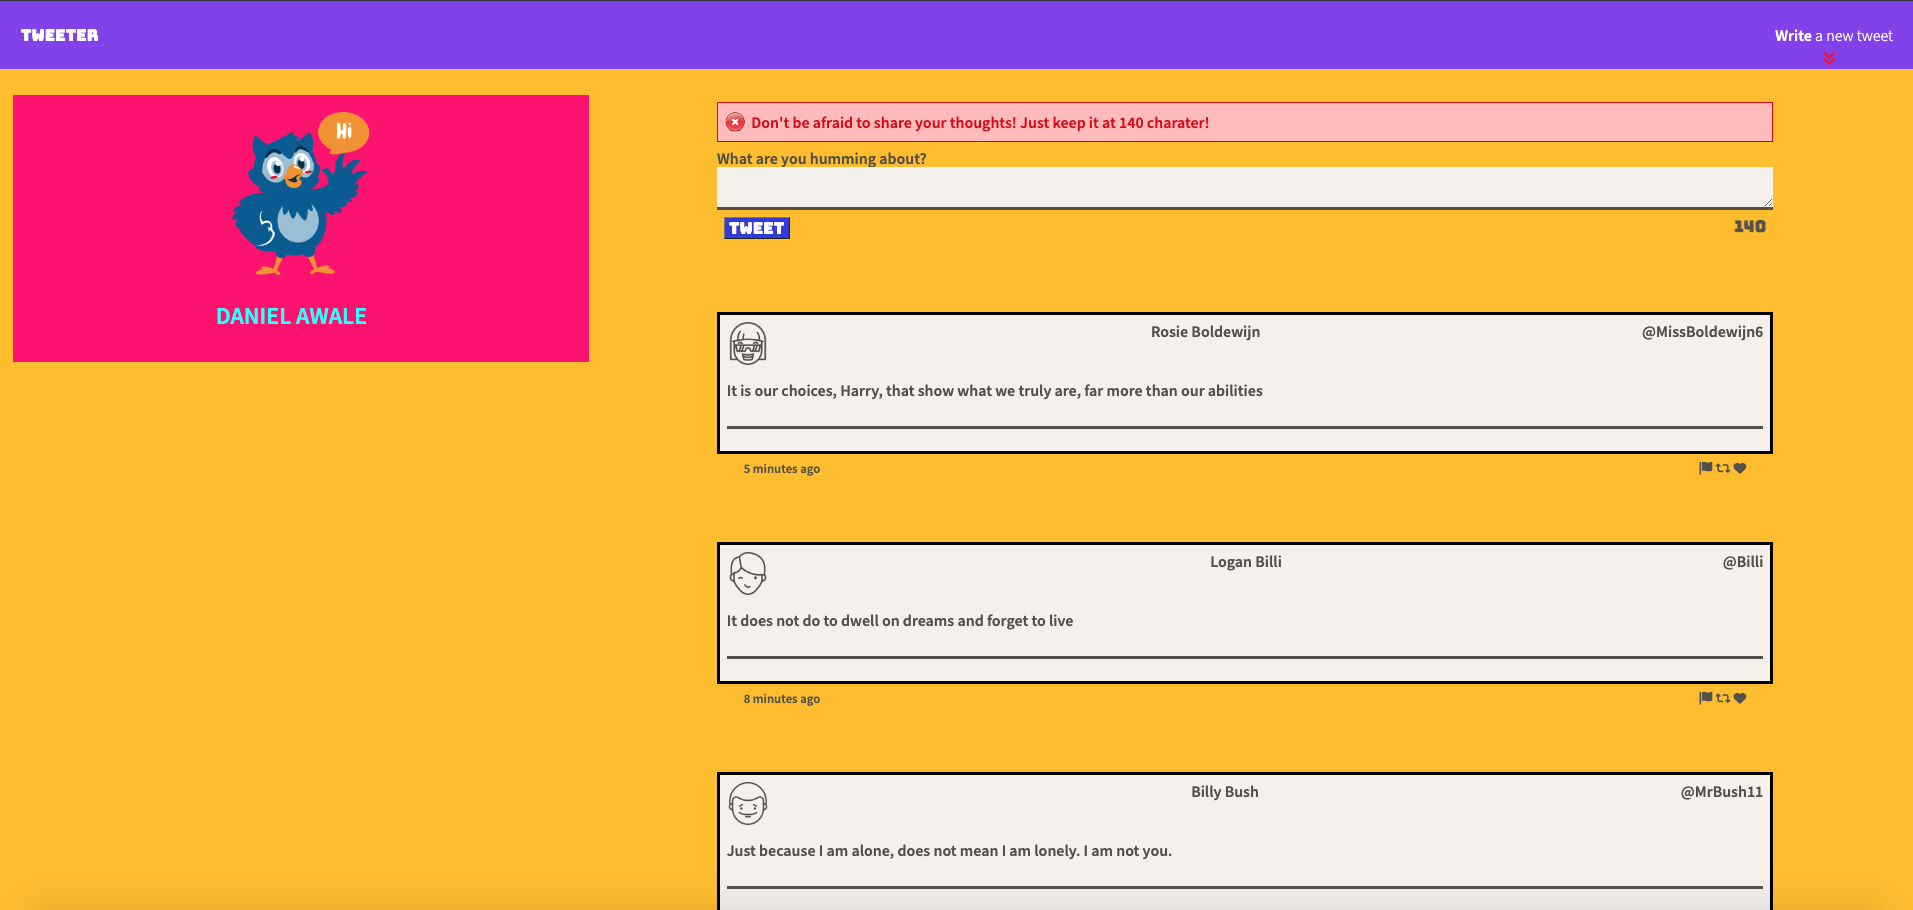 TWEETER
Write a new tweet
Hi
DANIEL AWALE
Don't be afraid to share your thoughts! Just keep it at 140 charater!
What are you humming about?
TWEET
140
Rosie Boldewijn
@MissBoldewijn6
It is our choices, Harry, that show what we truly are, far more than our abilities
5 minutes ago
Logan Billi
@Billi
It does not do to dwell on dreams and forget to live
8 minutes ago
Billy Bush
@MrBush11
Just because I am alone, does not mean I am lonely. I am not you.